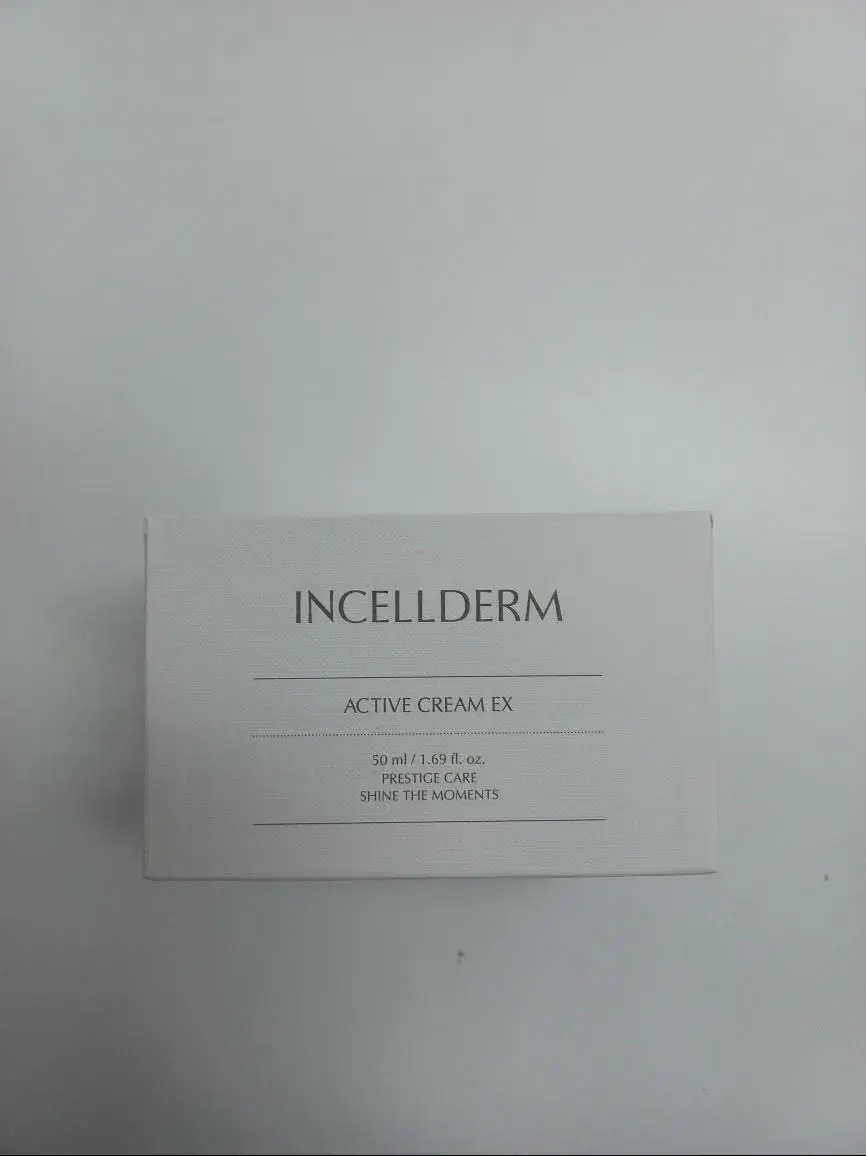 INCELLDERM
ACTIVE CREAM EX
50 ml / 1.69 fl. oz.
PRESTIGE CARE
SHINE THE MOMENTS